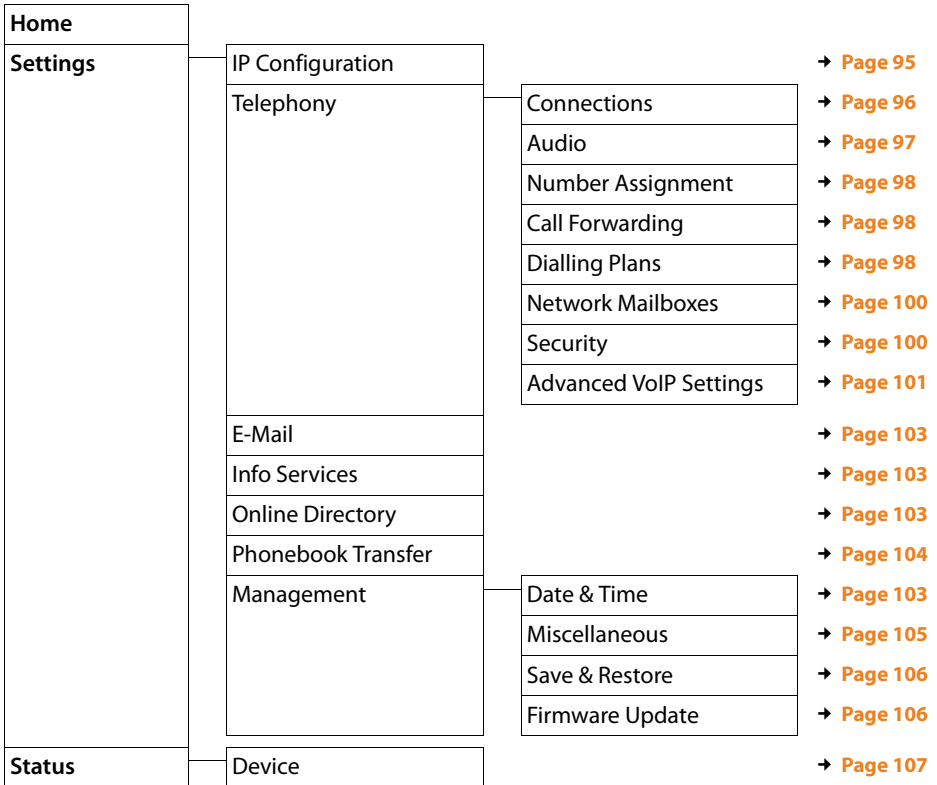 Home
Settings IP Configuration → Page 95
Telephony Connections → Page 96
Audio → Page 97
Number Assignment → Page 98
Call Forwarding → Page 98
Dialling Plans → Page 98
Network Mailboxes → Page 100
Security → Page 100
Advanced VoIP Settings → Page 101
E-Mail → Page 103
Info Services → Page 103
Online Directory → Page 103
Phonebook Transfer → Page 104
Management Date & Time → Page 103
Miscellaneous → Page 105
Save & Restore → Page 106
Firmware Update → Page 106
Status Device → Page 107